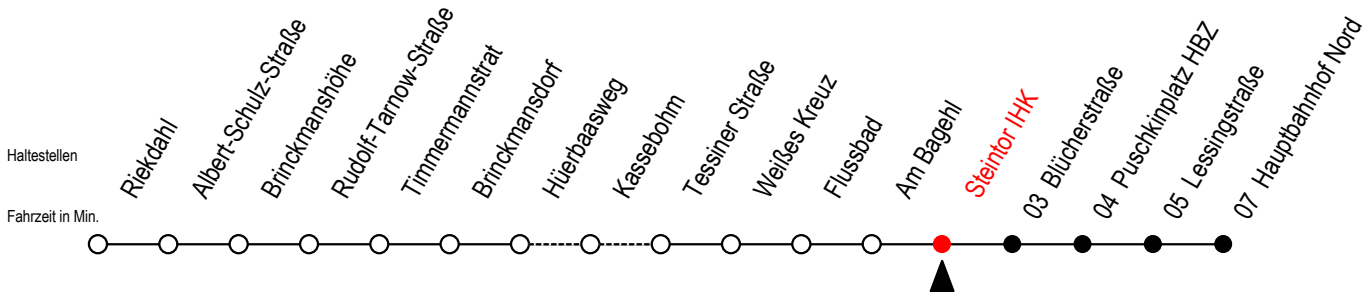 Haltestellen
Fahrzeit in Min.
Riekdahl
Albert-Schulz-Straße
Brinckmanshöhe
Rudolf-Tarnow-Straße
Timmermannstrat
Brinckmansdorf
Hüerbaasweg
Kassebohm
Tessiner Straße
Weißes Kreuz
Flussbad
Am Bagehl
Steintor IHK
03 Blücherstraße
04 Puschkinplatz HBZ
05 Lessingstraße
07 Hauptbahnhof Nord